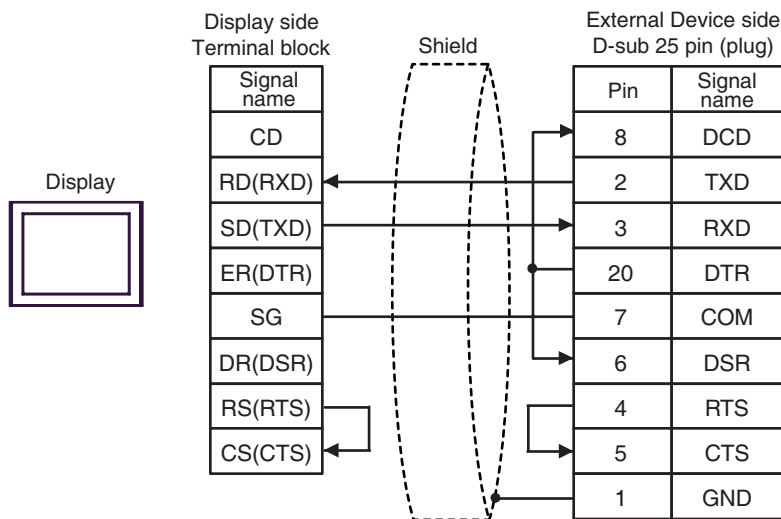 Display side
Terminal block
Shield
External Device side
D-sub 25 pin (plug)
Display
Signal
name
CD
RD(RXD)
SD(TXD)
ER(DTR)
SG
DR(DSR)
RS(RTS)
CS(CTS)
Pin Signal
name
8 DCD
2 TXD
3 RXD
20 DTR
7 COM
6 DSR
4 RTS
5 CTS
1 GND